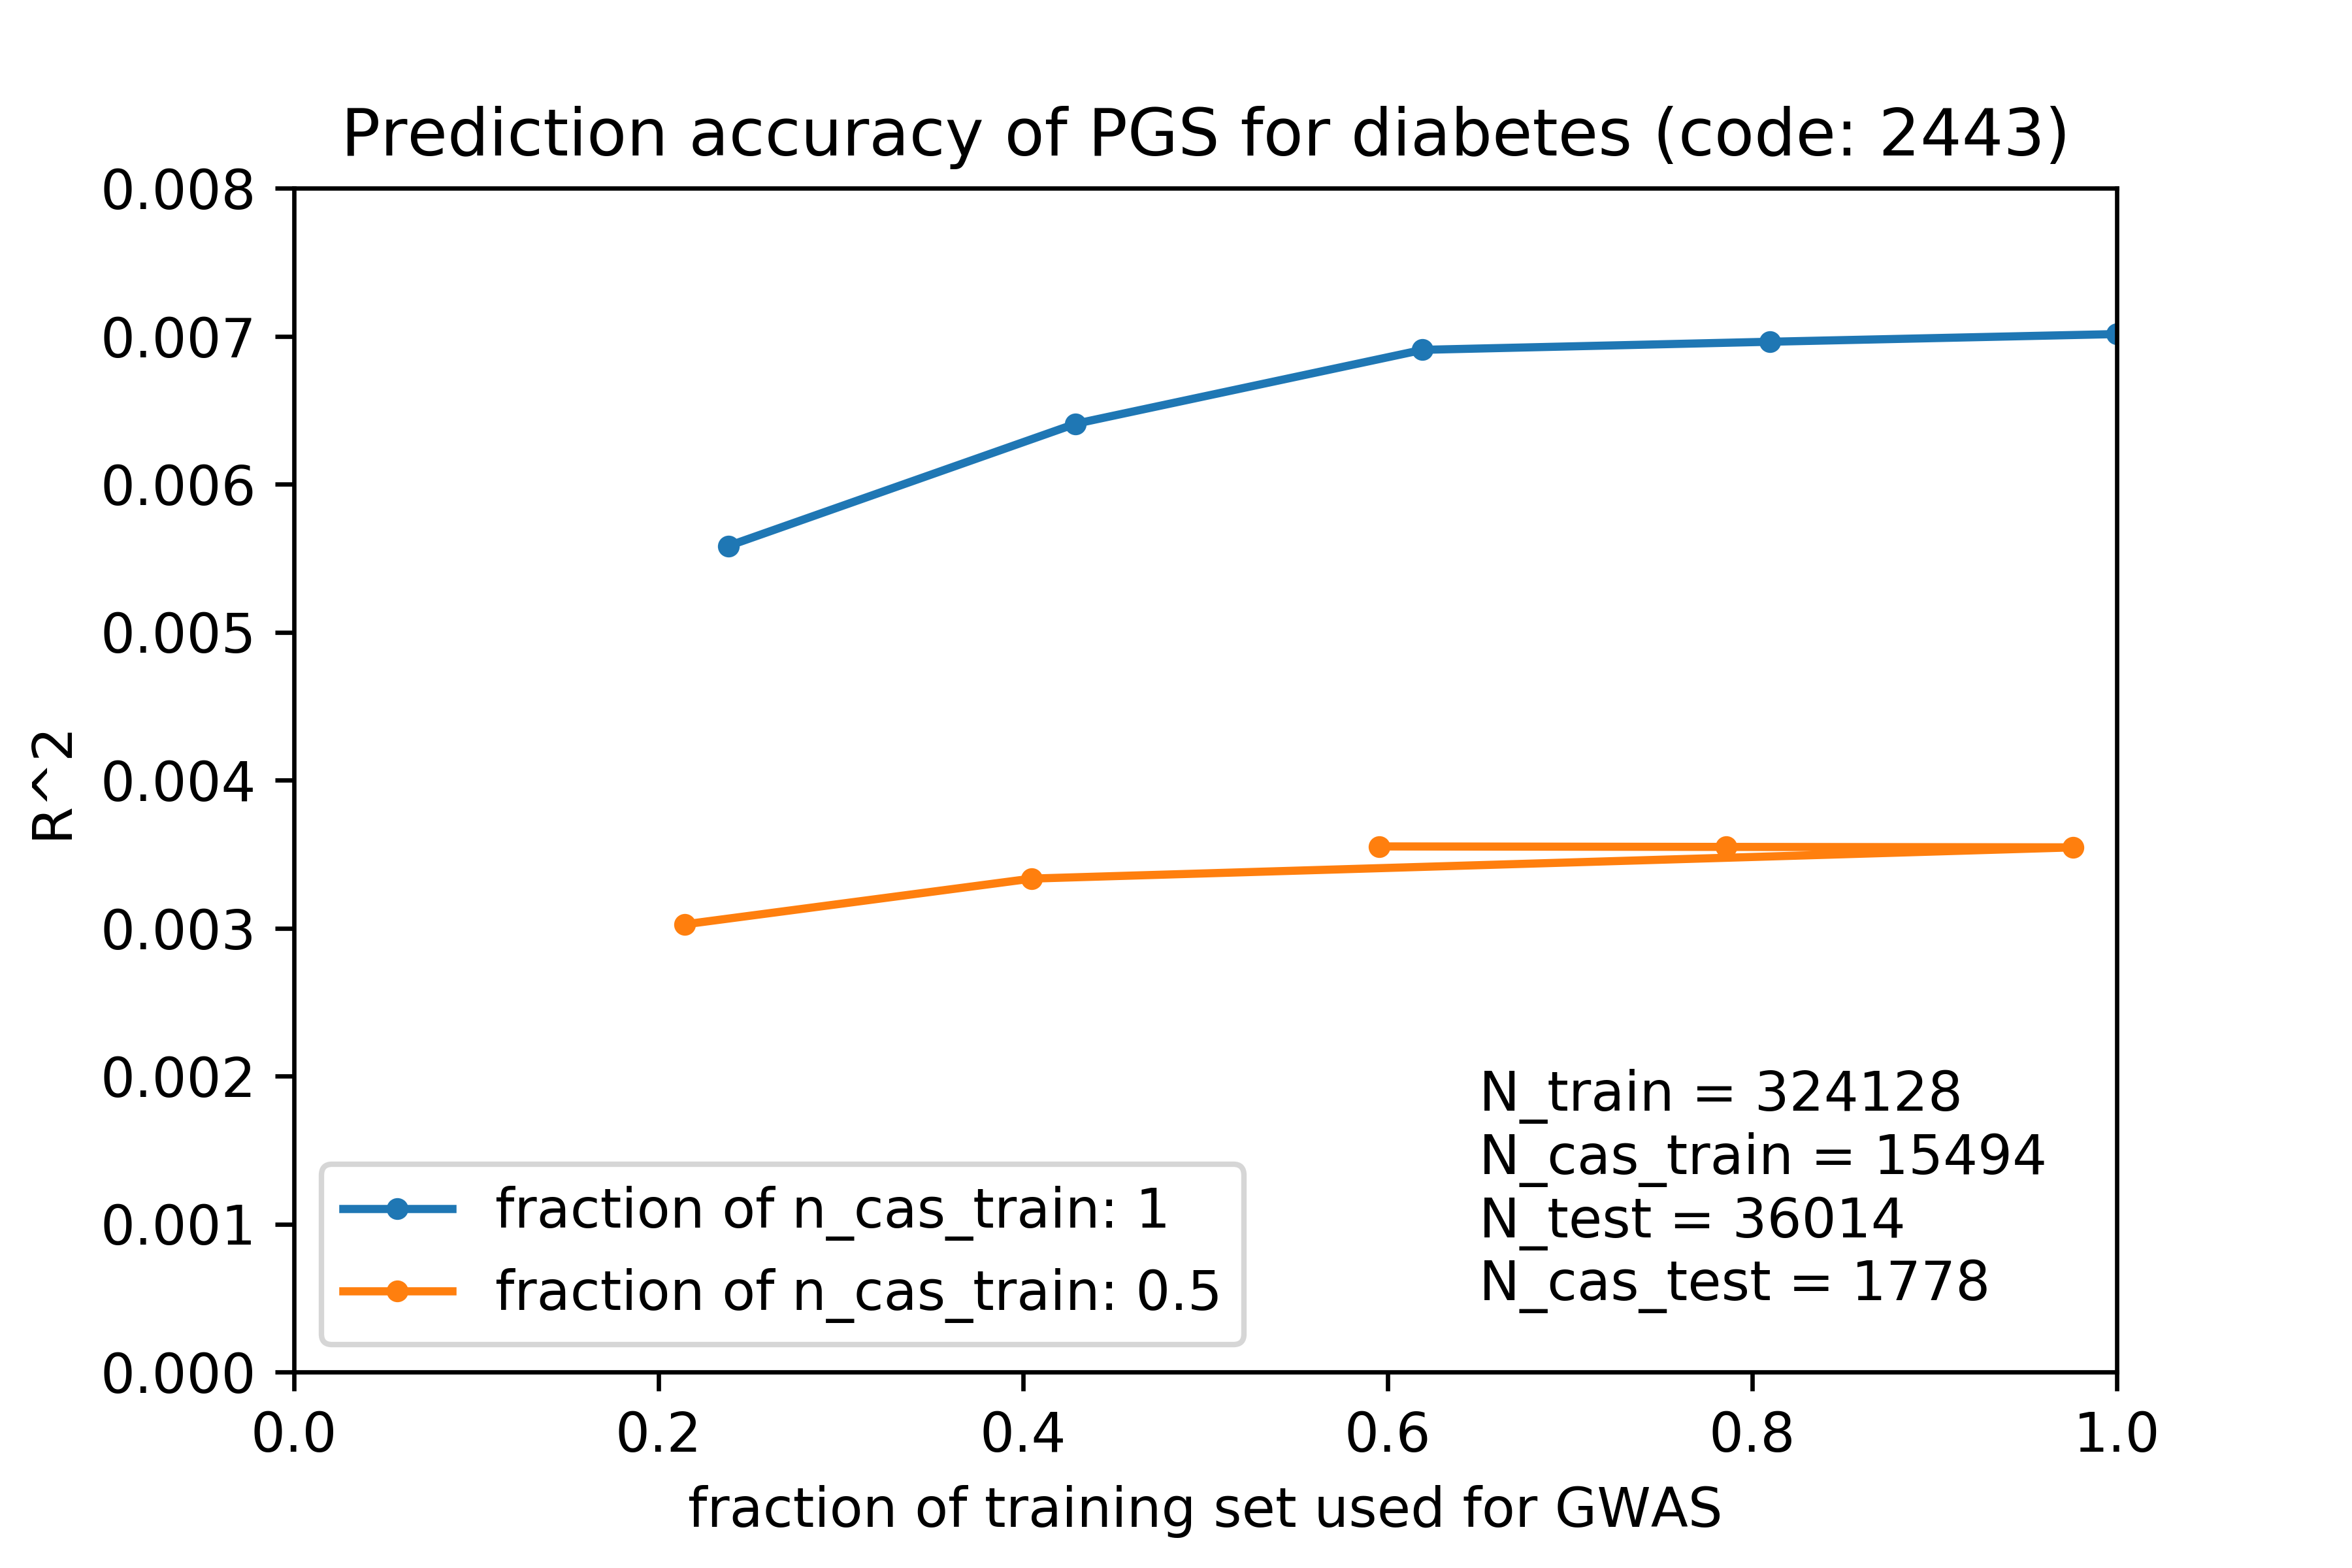 Prediction accuracy of PGS for diabetes (code: 2443)
0.008
0.007
0.006
0.005
0.004
0.003
0.002
0.001
0.000
R^2
N_train = 324128
N_cas_train = 15494
N_test = 36014
N_cas_test = 1778
fraction of n_cas_train: 1
fraction of n_cas_train: 0.5
0.0 0.2 0.4 0.6 0.8 1.0
fraction of training set used for GWAS